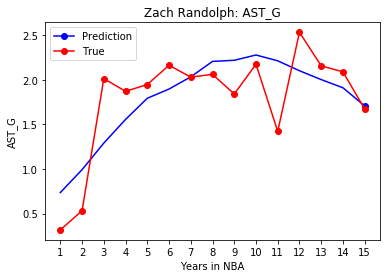 Zach Randolph: AST_G
Prediction
True
2.5
2.0
1.5
1.0
0.5
AST_G
1 2 3 4 5 6 7 8 9 10 11 12 13 14 15
Years in NBA